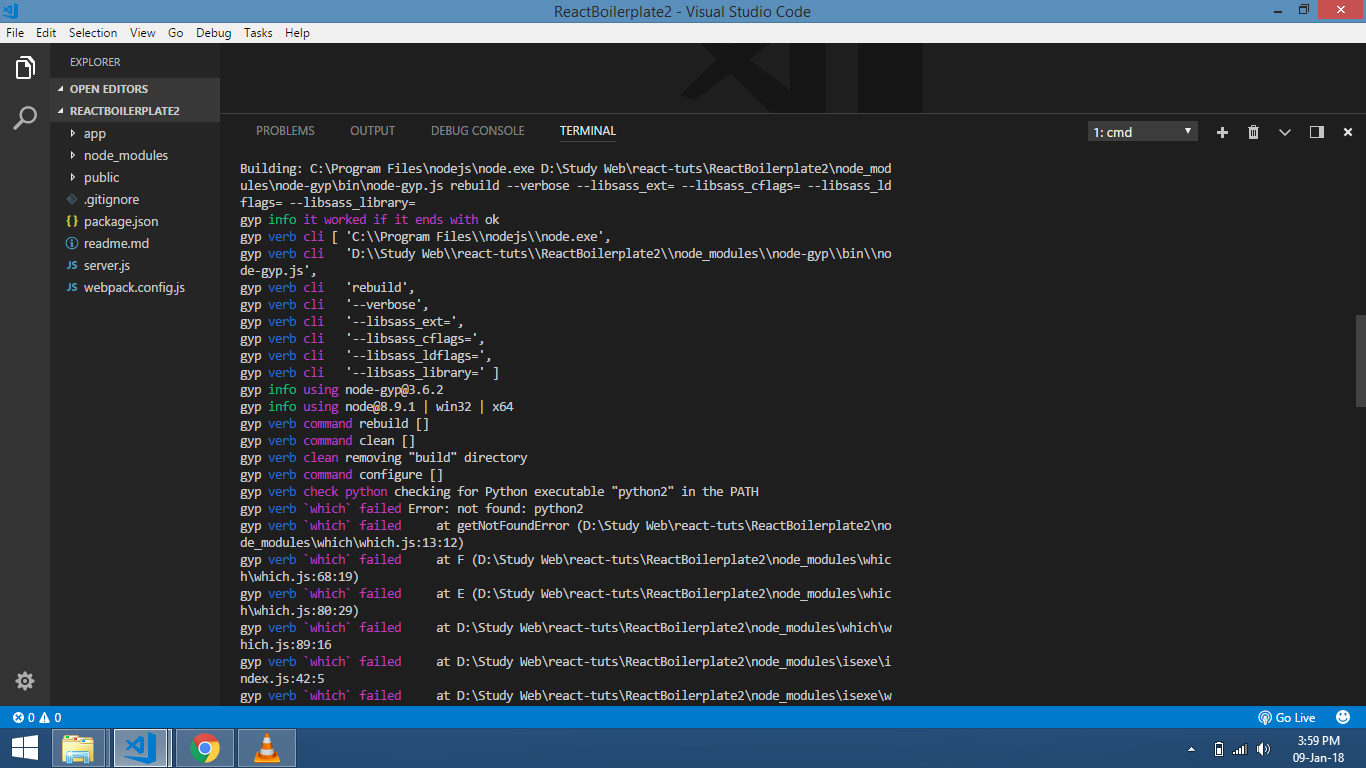 ReactBoilerplate2 - Visual Studio Code
File Edit Selection View Go Debug Tasks Help
EXPLORER
OPEN EDITORS
REACTBOILERPLATE2
app
node_modules
public
.gitignore
{} package.json
readme.md
JS server.js
JS webpack.config.js
PROBLEMS OUTPUT DEBUG CONSOLE TERMINAL
1: cmd
Building: C:\Program Files\nodejs\node.exe D:\Study Web\react-tuts\ReactBoilerplate2\node_mod
ules\node-gyp\bin\node-gyp.js rebuild --verbose --libsass_ext= --libsass_cflags= --libsass_ld
flags= --libsass_library=
gyp info it worked if it ends with ok
gyp verb cli [ 'C:\\Program Files\\nodejs\\node.exe',
gyp verb cli   'D:\\Study Web\\react-tuts\\ReactBoilerplate2\\node_modules\\node-gyp\\bin\\no
de-gyp.js',
gyp verb cli   'rebuild',
gyp verb cli   '--verbose',
gyp verb cli   '--libsass_ext=',
gyp verb cli   '--libsass_cflags=',
gyp verb cli   '--libsass_ldflags=',
gyp verb cli   '--libsass_library=' ]
gyp info using node-gyp@3.6.2
gyp info using node@8.9.1 | win32 | x64
gyp verb command rebuild []
gyp verb command clean []
gyp verb clean removing "build" directory
gyp verb command configure []
gyp verb check python checking for Python executable "python2" in the PATH
gyp verb `which` failed Error: not found: python2
gyp verb `which` failed     at getNotFoundError (D:\Study Web\react-tuts\ReactBoilerplate2\no
de_modules\which\which.js:13:12)
gyp verb `which` failed     at F (D:\Study Web\react-tuts\ReactBoilerplate2\node_modules\whic
h\which.js:68:19)
gyp verb `which` failed     at E (D:\Study Web\react-tuts\ReactBoilerplate2\node_modules\whic
h\which.js:80:29)
gyp verb `which` failed     at D:\Study Web\react-tuts\ReactBoilerplate2\node_modules\which\w
hich.js:89:16
gyp verb `which` failed     at D:\Study Web\react-tuts\ReactBoilerplate2\node_modules\isexe\i
ndex.js:42:5
gyp verb `which` failed     at D:\Study Web\react-tuts\ReactBoilerplate2\node_modules\isexe\w
0 0
Go Live
3:59 PM
09-Jan-18